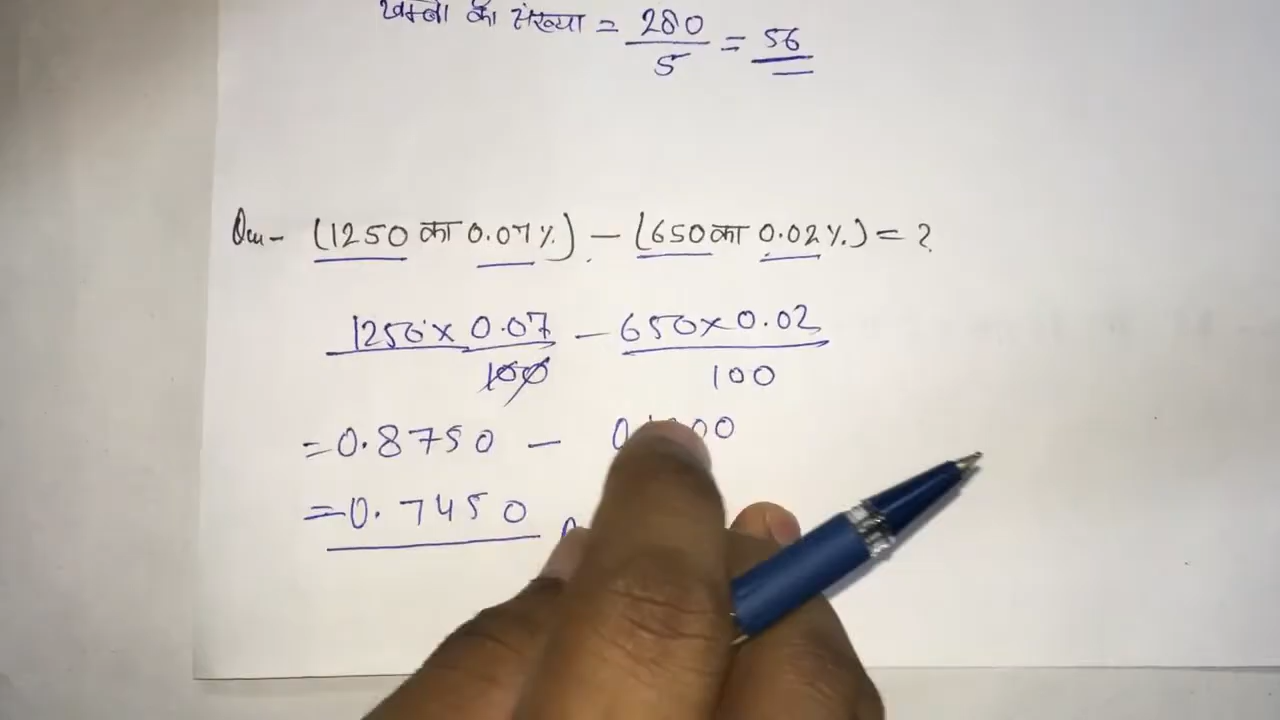 खम्बों की संख्या = 280/5 = 56
Qu- (1250 का 0.07%) - (650 का 0.02%) = ?
1250 x 0.07/100 - 650 x 0.02/100
= 0.8750 -
= 0.7450